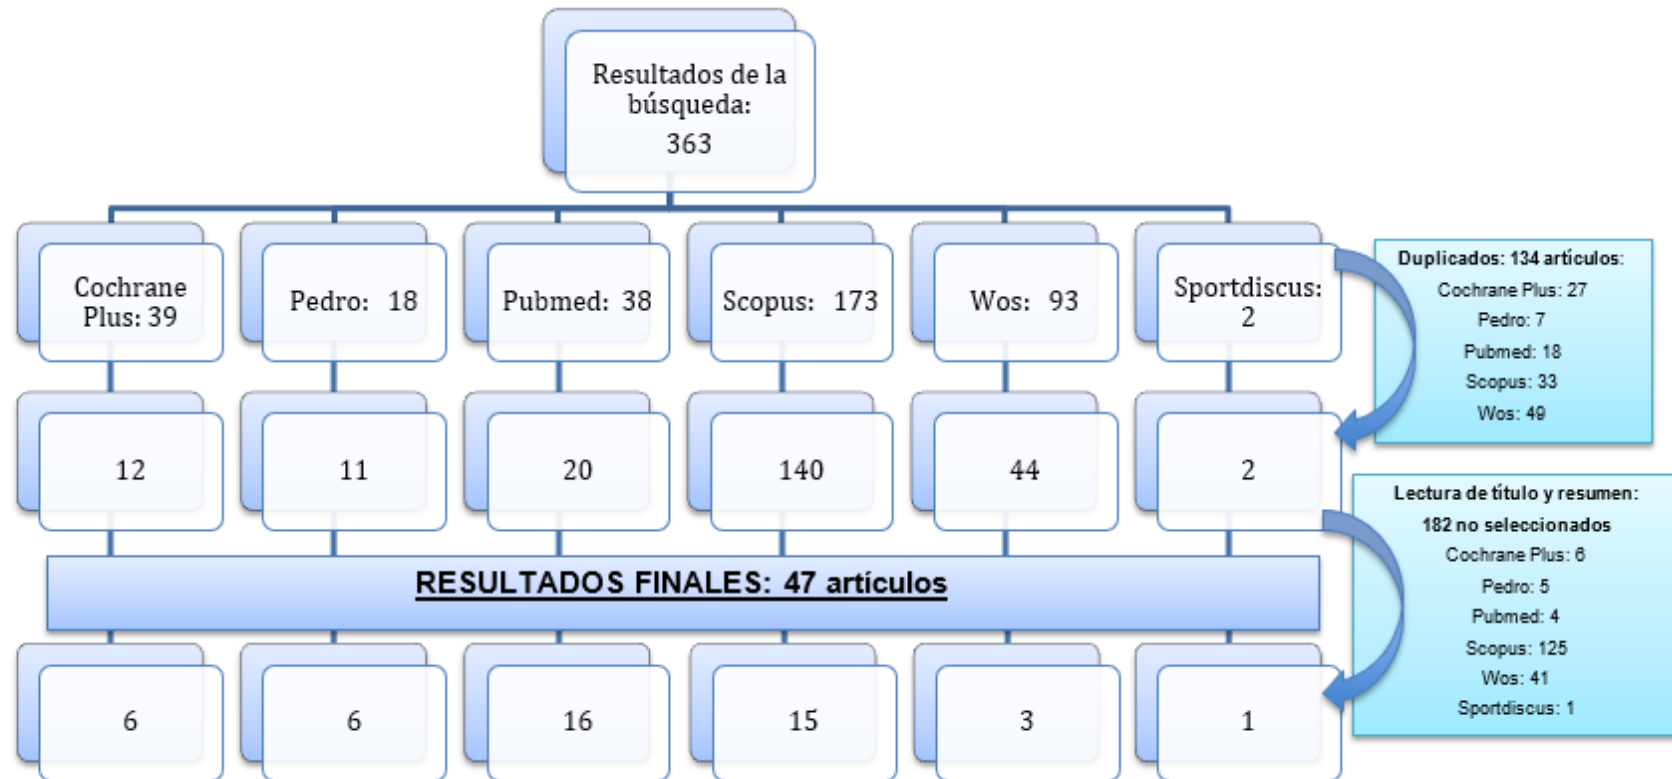 Resultados de la
búsqueda:
363
Cochrane
Plus: 39
Pedro: 18
Pubmed: 38
Scopus: 173
Wos: 93
Sportdiscus:
2
Duplicados: 134 artículos:
Cochrane Plus: 27
Pedro: 7
Pubmed: 18
Scopus: 33
Wos: 49
12
11
20
140
44
2
Lectura de título y resumen:
182 no seleccionados
Cochrane Plus: 6
Pedro: 5
Pubmed: 4
Scopus: 125
Wos: 41
Sportdiscus: 1
RESULTADOS FINALES: 47 artículos
6
6
16
15
3
1